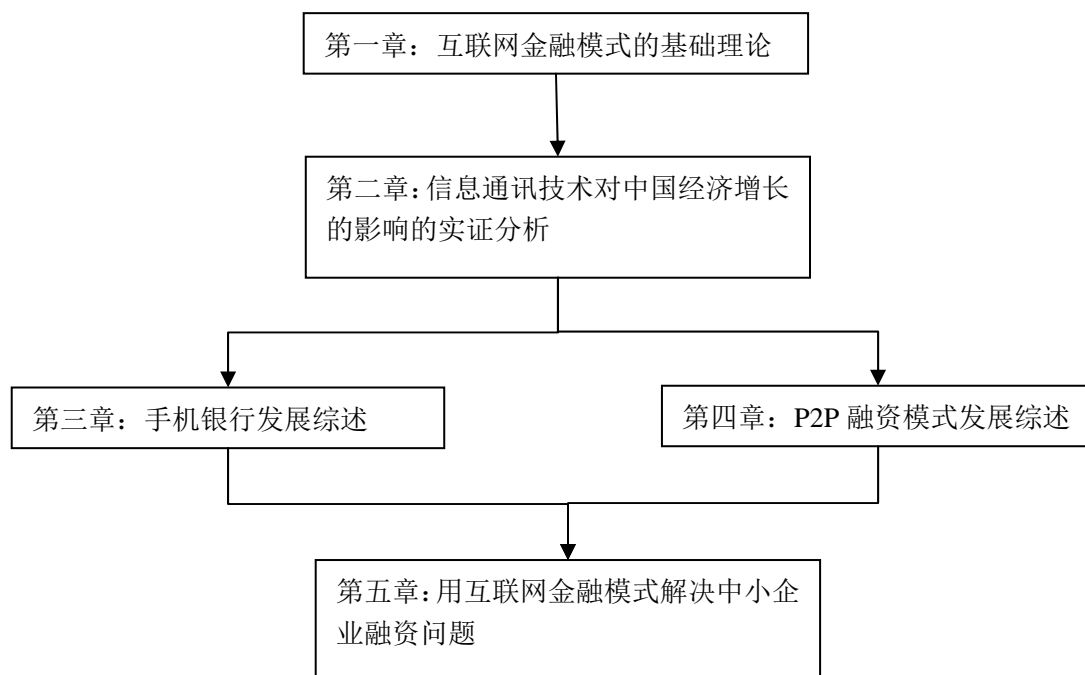 第一章：互联网金融模式的基础理论
第二章：信息通讯技术对中国经济增长
的影响的实证分析
第三章：手机银行发展综述
第四章：P2P 融资模式发展综述
第五章：用互联网金融模式解决中小企
业融资问题